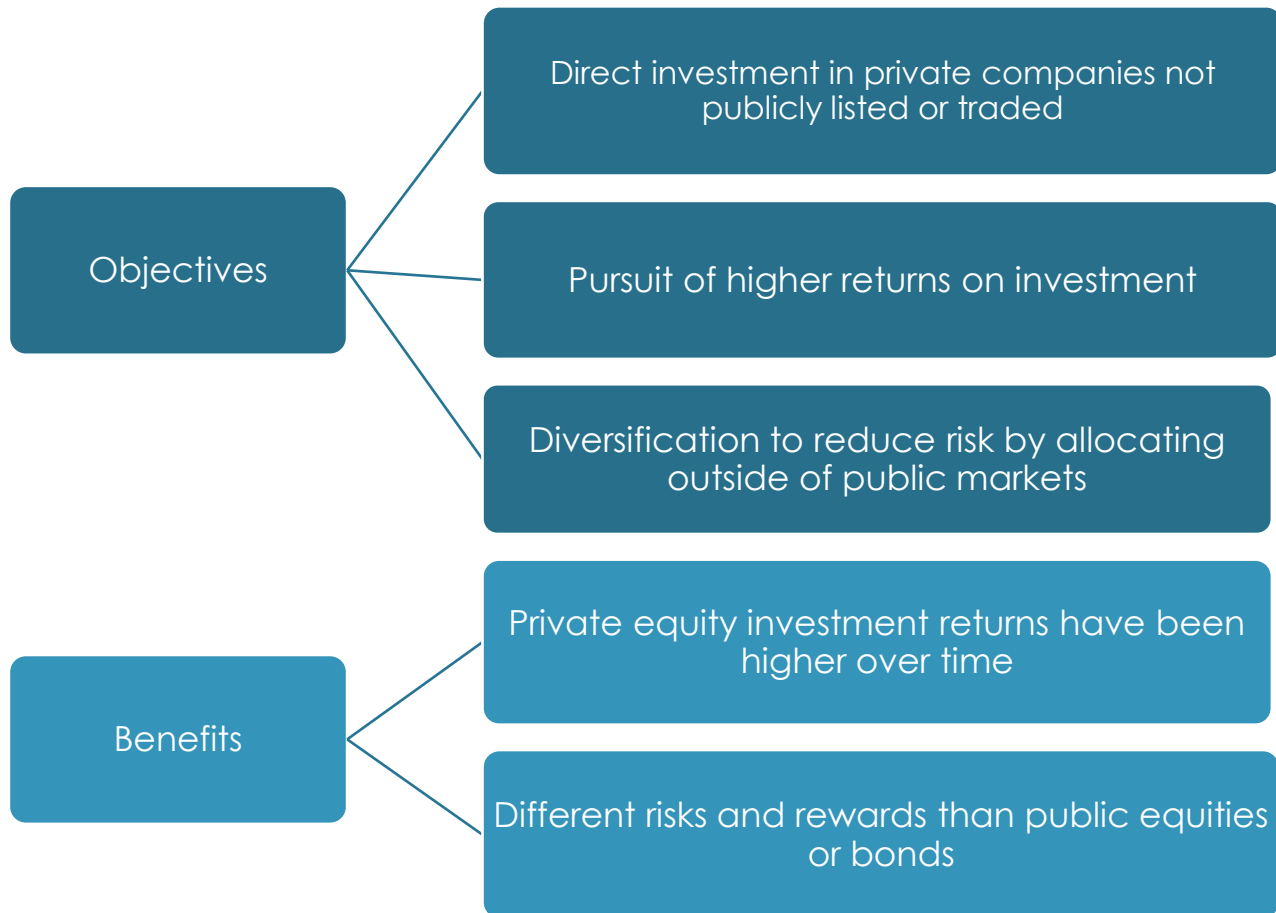 Objectives
Direct investment in private companies not
publicly listed or traded
Pursuit of higher returns on investment
Diversification to reduce risk by allocating
outside of public markets
Benefits
Private equity investment returns have been
higher over time
Different risks and rewards than public equities
or bonds